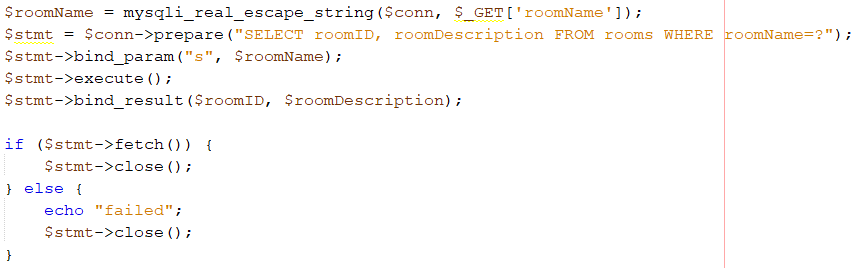 $roomName = mysqli_real_escape_string($conn, $_GET['roomName']);
$stmt = $conn->prepare("SELECT roomID, roomDescription FROM rooms WHERE roomName=?");
$stmt->bind_param("s", $roomName);
$stmt->execute();
$stmt->bind_result($roomID, $roomDescription);

if ($stmt->fetch()) {
    $stmt->close();
} else {
    echo "failed";
    $stmt->close();
}